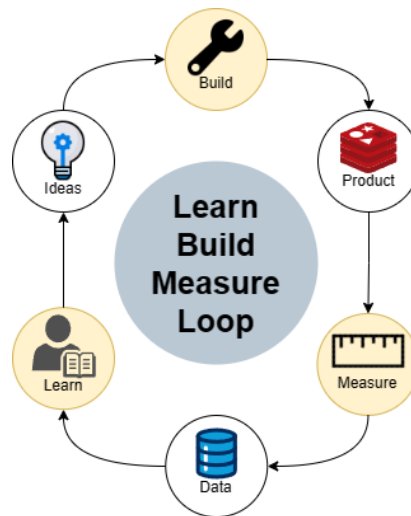 Build
Ideas
Product
Learn
Build
Measure
Loop
Learn
Measure
Data